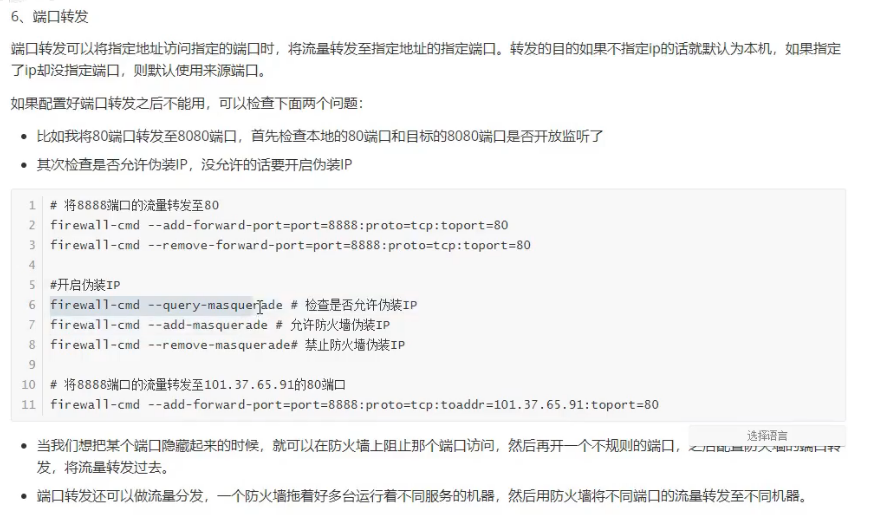 6、端口转发
端口转发可以将指定地址访问指定的端口时，将流量转发至指定地址的指定端口。转发的目的如果不指定ip的话就默认为本机，如果指定
了ip却没指定端口，则默认使用来源端口。
如果配置好端口转发之后不能用，可以检查下面两个问题：
比如我将80端口转发至8080端口，首先检查本地的80端口和目标的8080端口是否开放监听了
其次检查是否允许伪装IP，没允许的话要开启伪装IP
1 # 将8888端口的流量转发至80
2 firewall-cmd --add-forward-port=port=8888:proto=tcp:toport=80
3 firewall-cmd --remove-forward-port=port=8888:proto=tcp:toport=80
4
5 #开启伪装IP
6 firewall-cmd --query-masquerade # 检查是否允许伪装IP
7 firewall-cmd --add-masquerade # 允许防火墙伪装IP
8 firewall-cmd --remove-masquerade# 禁止防火墙伪装IP
9
10 # 将8888端口的流量转发至101.37.65.91的80端口
11 firewall-cmd --add-forward-port=port=8888:proto=tcp:toaddr=101.37.65.91:toport=80
选择语言
当我们想把某个端口隐藏起来的时候，就可以在防火墙上阻止那个端口访问，然后再开一个不规则的端口，之后配置防火墙的端口转
发，将流量转发过去。
端口转发还可以做流量分发，一个防火墙拖着好多台运行着不同服务的机器，然后用防火墙将不同端口的流量转发至不同机器。